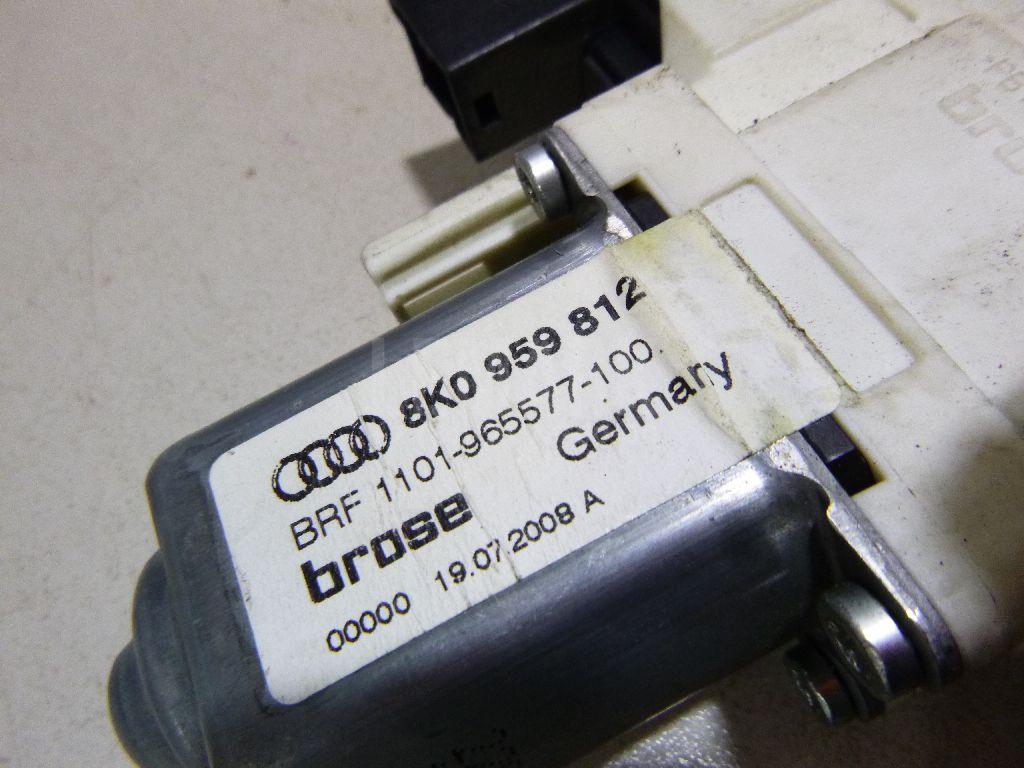 8K0 959 812
BRF 1101-965577-100
brose Germany
00000 19.07.2008 A